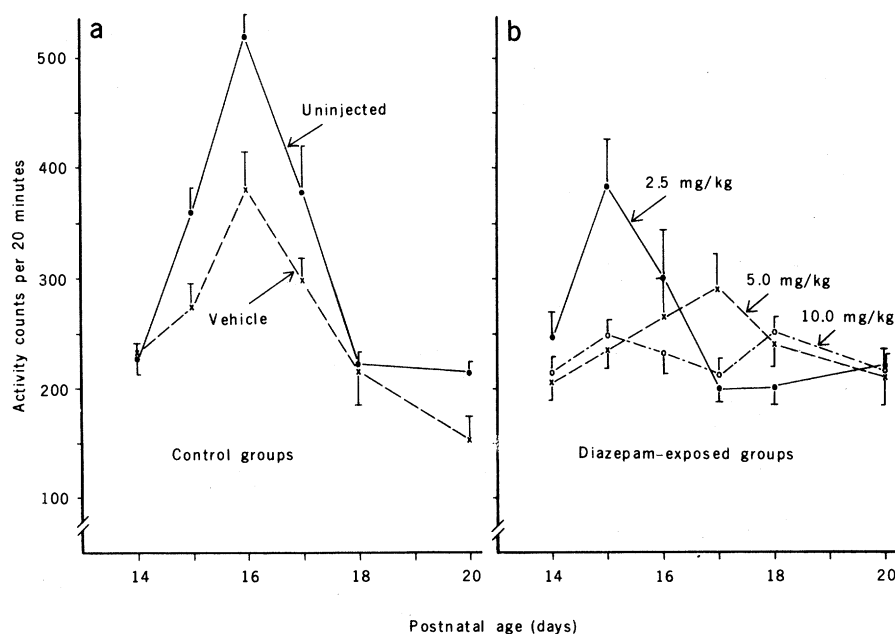 a
b
500
400
300
200
100
Activity counts per 20 minutes
Uninjected
Vehicle
Control groups
2.5 mg/kg
5.0 mg/kg
10.0 mg/kg
Diazepam-exposed groups
14 16 18 20
14 16 18 20
Postnatal age (days)